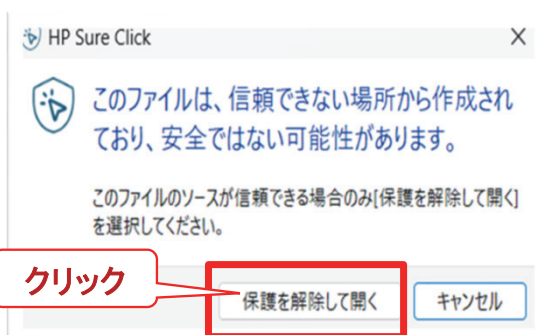 HP Sure Click
このファイルは、信頼できない場所から作成され
ており、安全ではない可能性があります。
このファイルのソースが信頼できる場合のみ[保護を解除して開く]
を選択してください。
クリック
保護を解除して開く
キャンセル